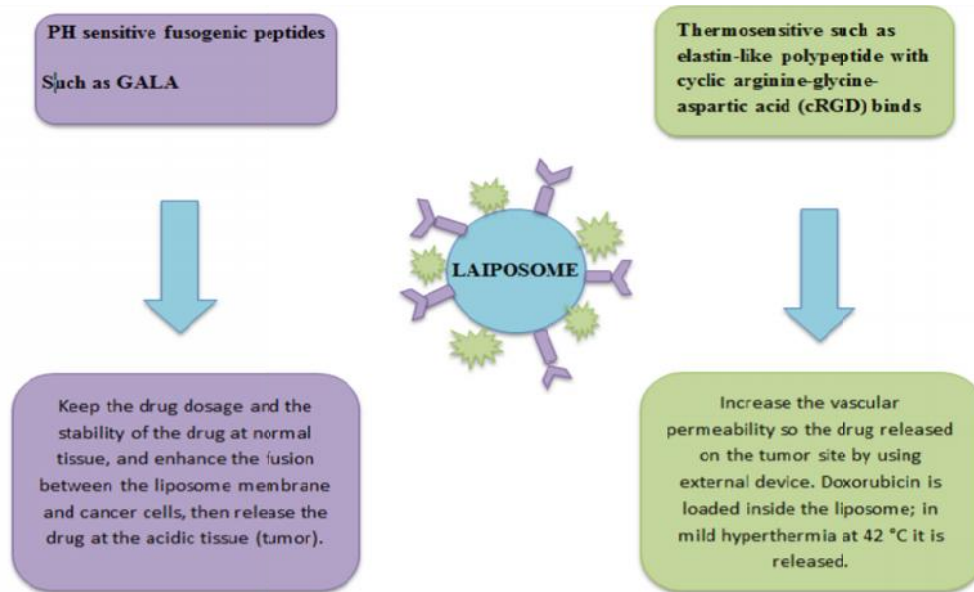 PH sensitive fusogenic peptides
Such as GALA
Thermosensitive such as
elastin-like polypeptide with
cyclic arginine-glycine-
aspartic acid (cRGD) binds
LAIPOSOME
Keep the drug dosage and the
stability of the drug at normal
tissue, and enhance the fusion
between the liposome membrane
and cancer cells, then release the
drug at the acidic tissue (tumor).
Increase the vascular
permeability so the drug released
on the tumor site by using
external device. Doxorubicin is
loaded inside the liposome; in
mild hyperthermia at 42 °C it is
released.